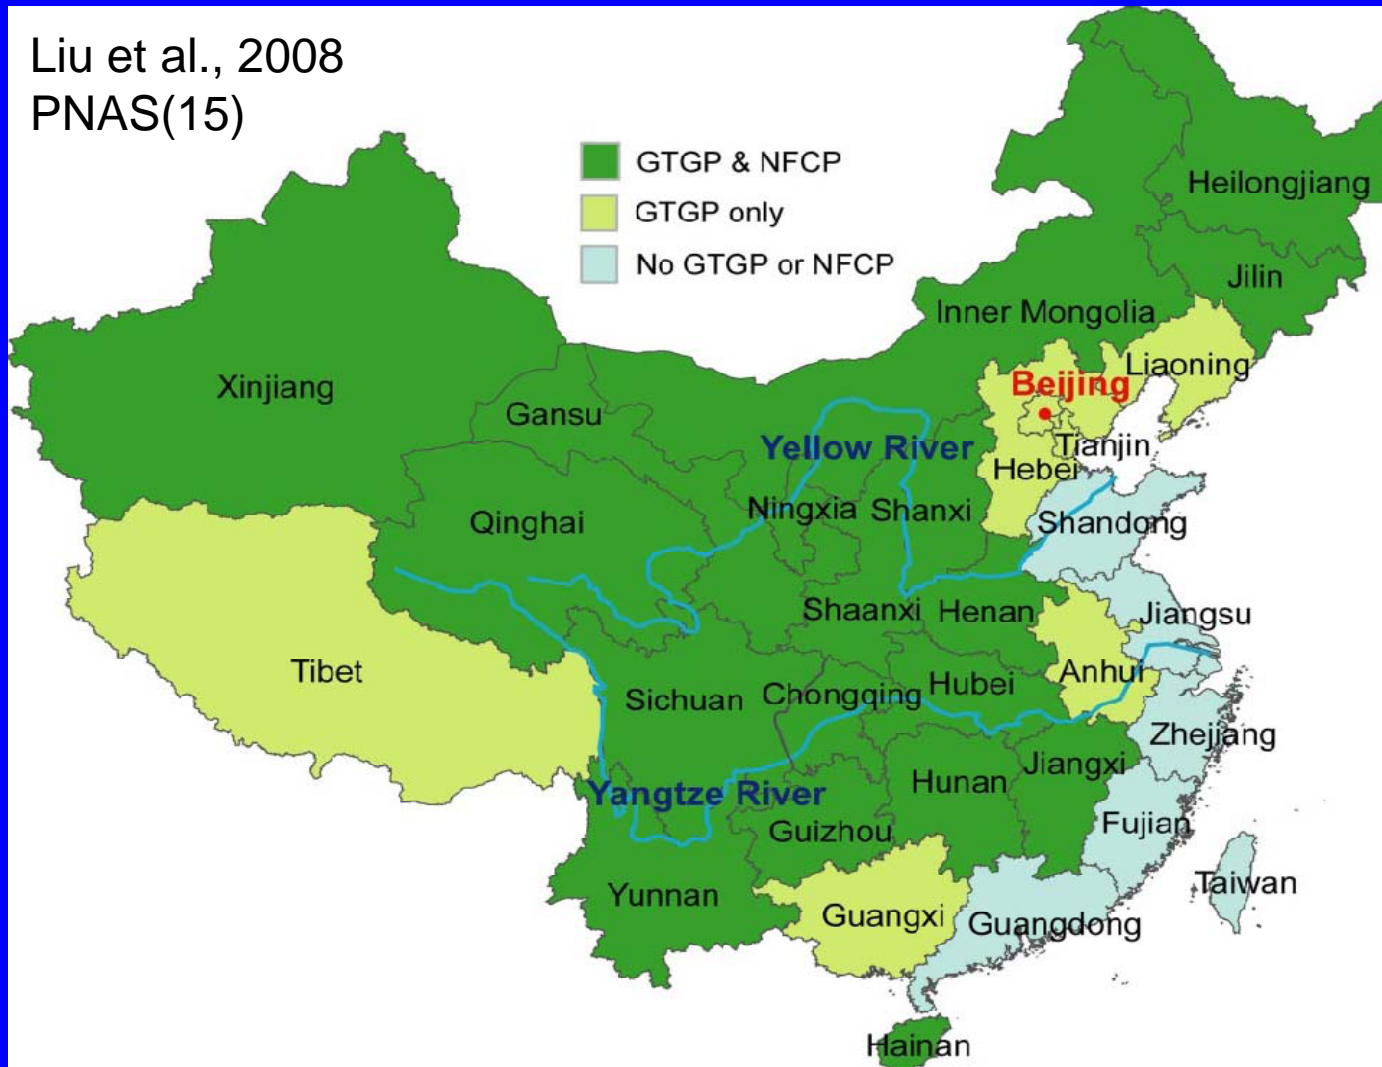 Liu et al., 2008
PNAS(15)
GTGP & NFCP
GTGP only
No GTGP or NFCP
Heilongjiang
Jilin
Inner Mongolia
Liaoning
Beijing
Xinjiang
Gansu
Yellow River
Tianjin
Hebei
Ningxia
Shanxi
Qinghai
Shandong
Shaanxi
Henan
Jiangsu
Tibet
Anhui
Sichuan
Chongqing
Hubei
Zhejiang
Jiangxi
Hunan
Yangtze River
Guizhou
Fujian
Yunnan
Taiwan
Guangxi
Guangdong
Hainan